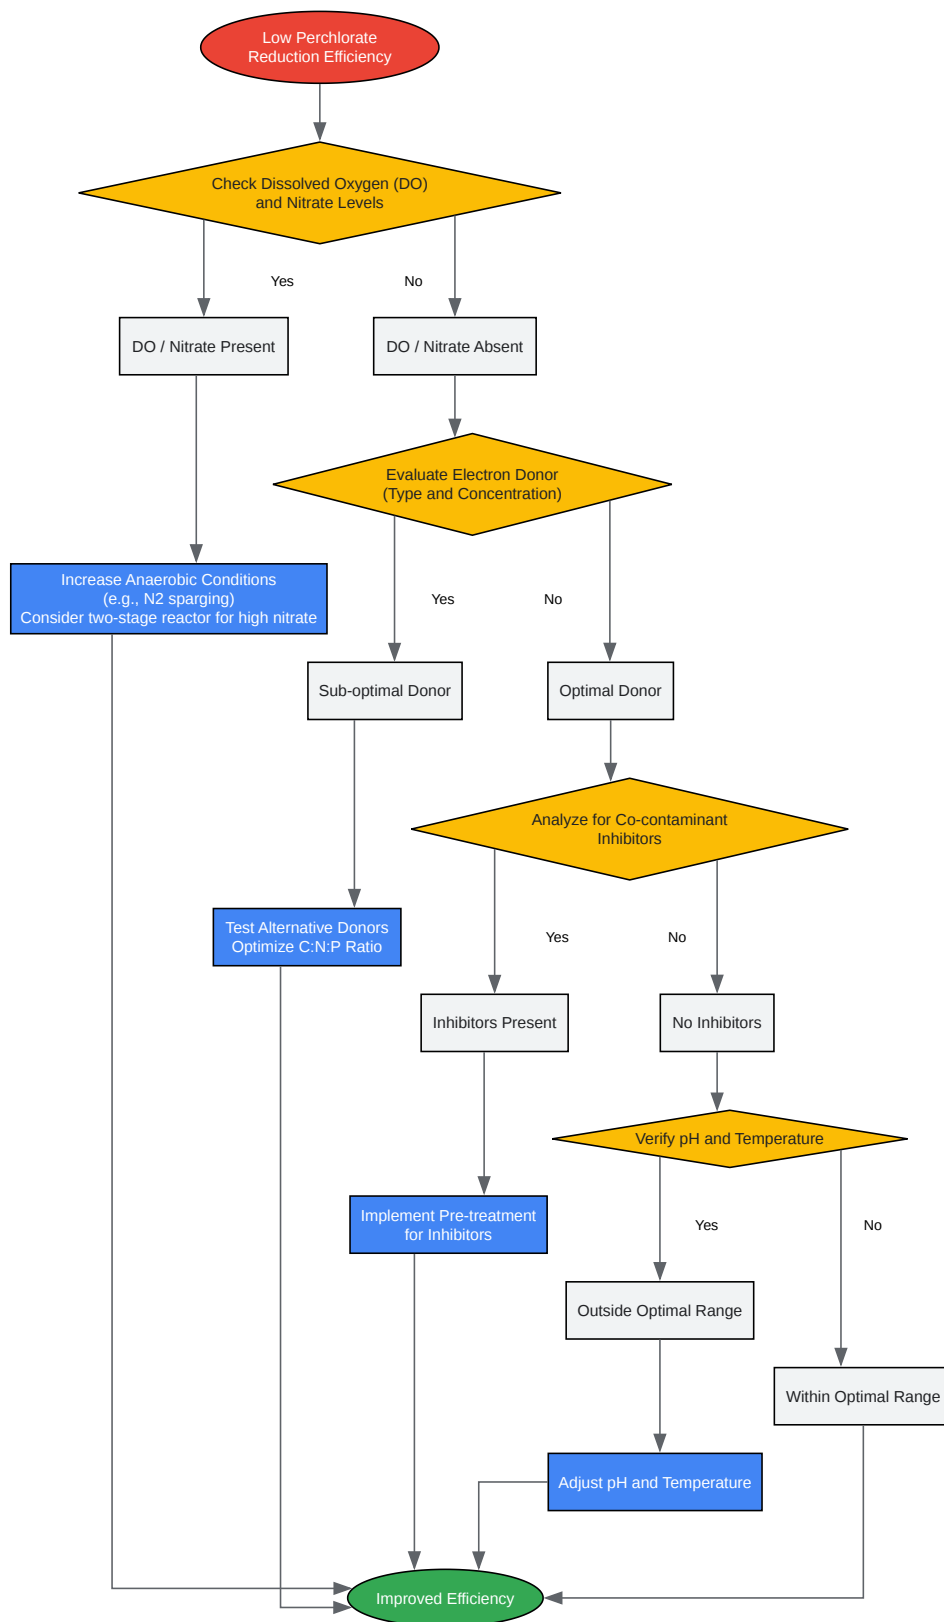 Low Perchlorate
Reduction Efficiency
Check Dissolved Oxygen (DO)
and Nitrate Levels
Yes
No
DO / Nitrate Present
DO / Nitrate Absent
Evaluate Electron Donor
(Type and Concentration)
Increase Anaerobic Conditions
(e.g., N2 sparging)
Consider two-stage reactor for high nitrate
Yes
No
Sub-optimal Donor
Optimal Donor
Analyze for Co-contaminant
Inhibitors
Test Alternative Donors
Optimize C:N:P Ratio
Yes
No
Inhibitors Present
No Inhibitors
Verify pH and Temperature
Implement Pre-treatment
for Inhibitors
Yes
No
Outside Optimal Range
Within Optimal Range
Adjust pH and Temperature
Improved Efficiency